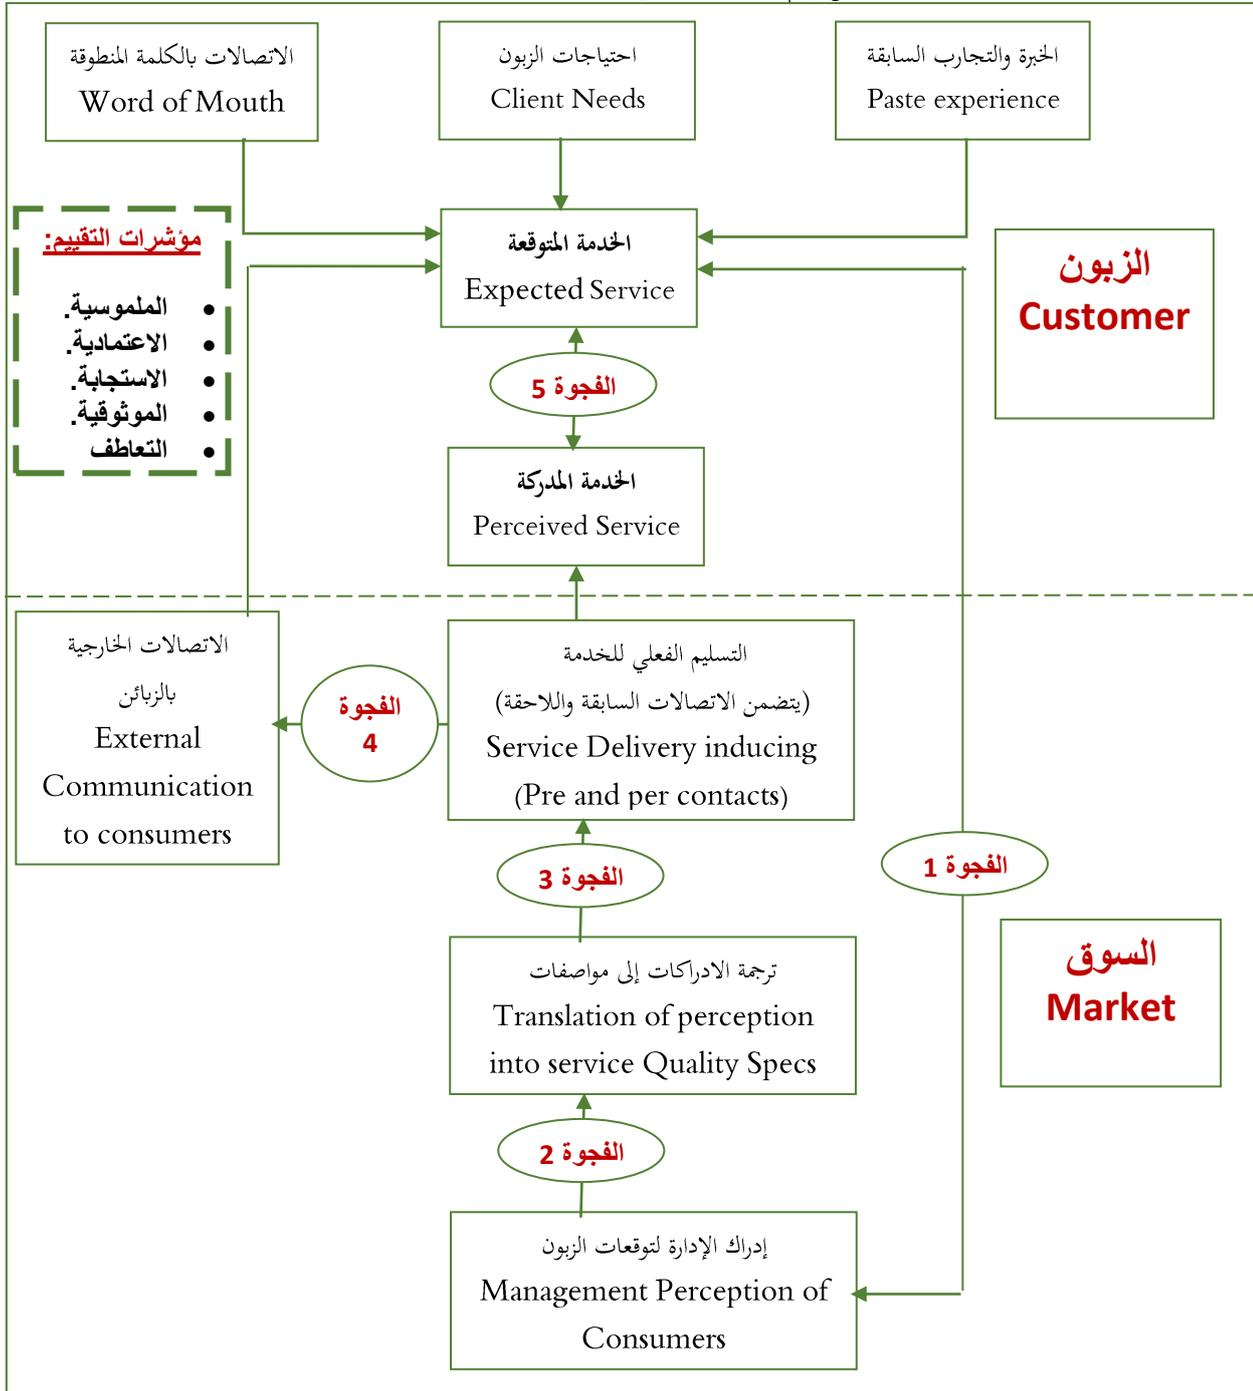 الاتصالات بالكلمة المنطوقة
Word of Mouth
احتياجات الزبون
Client Needs
الخبرة والتجارب السابقة
Paste experience
مؤشرات التقييم:
• الملموسية.
• الاعتمادية.
• الاستجابة.
• الموثوقية.
• التعاطف
الخدمة المتوقعة
Expected Service
الزبون
Customer
الفجوة 5
الخدمة المدركة
Perceived Service
الاتصالات الخارجية
بالزبائن
External
Communication
to consumers
الفجوة
4
التسليم الفعلي للخدمة
(يتضمن الاتصالات السابقة واللاحقة)
Service Delivery inducing
(Pre and per contacts)
الفجوة 1
الفجوة 3
ترجمة الادراكات إلى مواصفات
Translation of perception
into service Quality Specs
السوق
Market
الفجوة 2
إدراك الإدارة لتوقعات الزبون
Management Perception of
Consumers